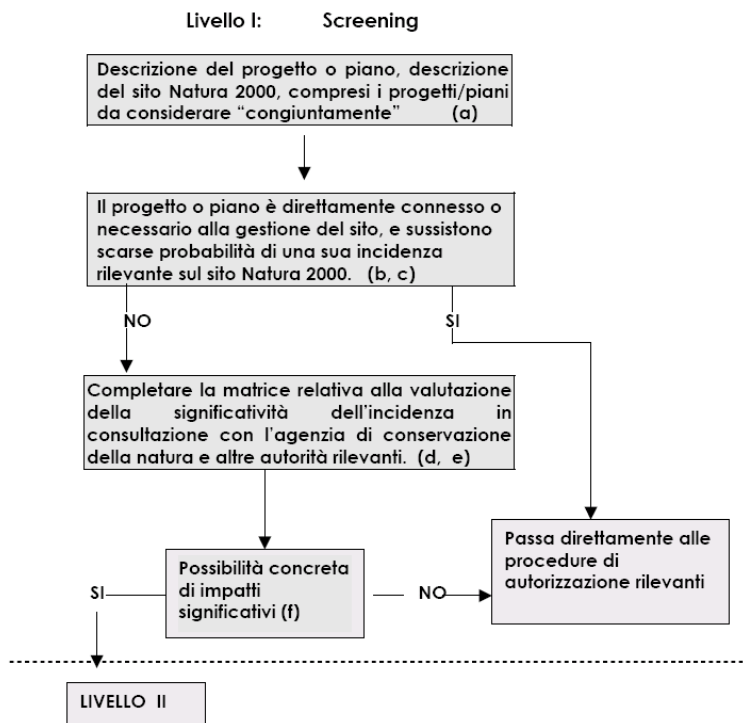 Livello I: Screening
Descrizione del progetto o piano, descrizione
del sito Natura 2000, compresi i progetti/piani
da considerare “congiuntamente” (a)
Il progetto o piano è direttamente connesso o
necessario alla gestione del sito, e sussistono
scarse probabilità di una sua incidenza
rilevante sul sito Natura 2000. (b, c)
NO
SI
Completare la matrice relativa alla valutazione
della significatività dell’incidenza in
consultazione con l’agenzia di conservazione
della natura e altre autorità rilevanti. (d, e)
Passa direttamente alle
procedure di
autorizzazione rilevanti
Possibilità concreta
di impatti
significativi (f)
SI
NO
LIVELLO II